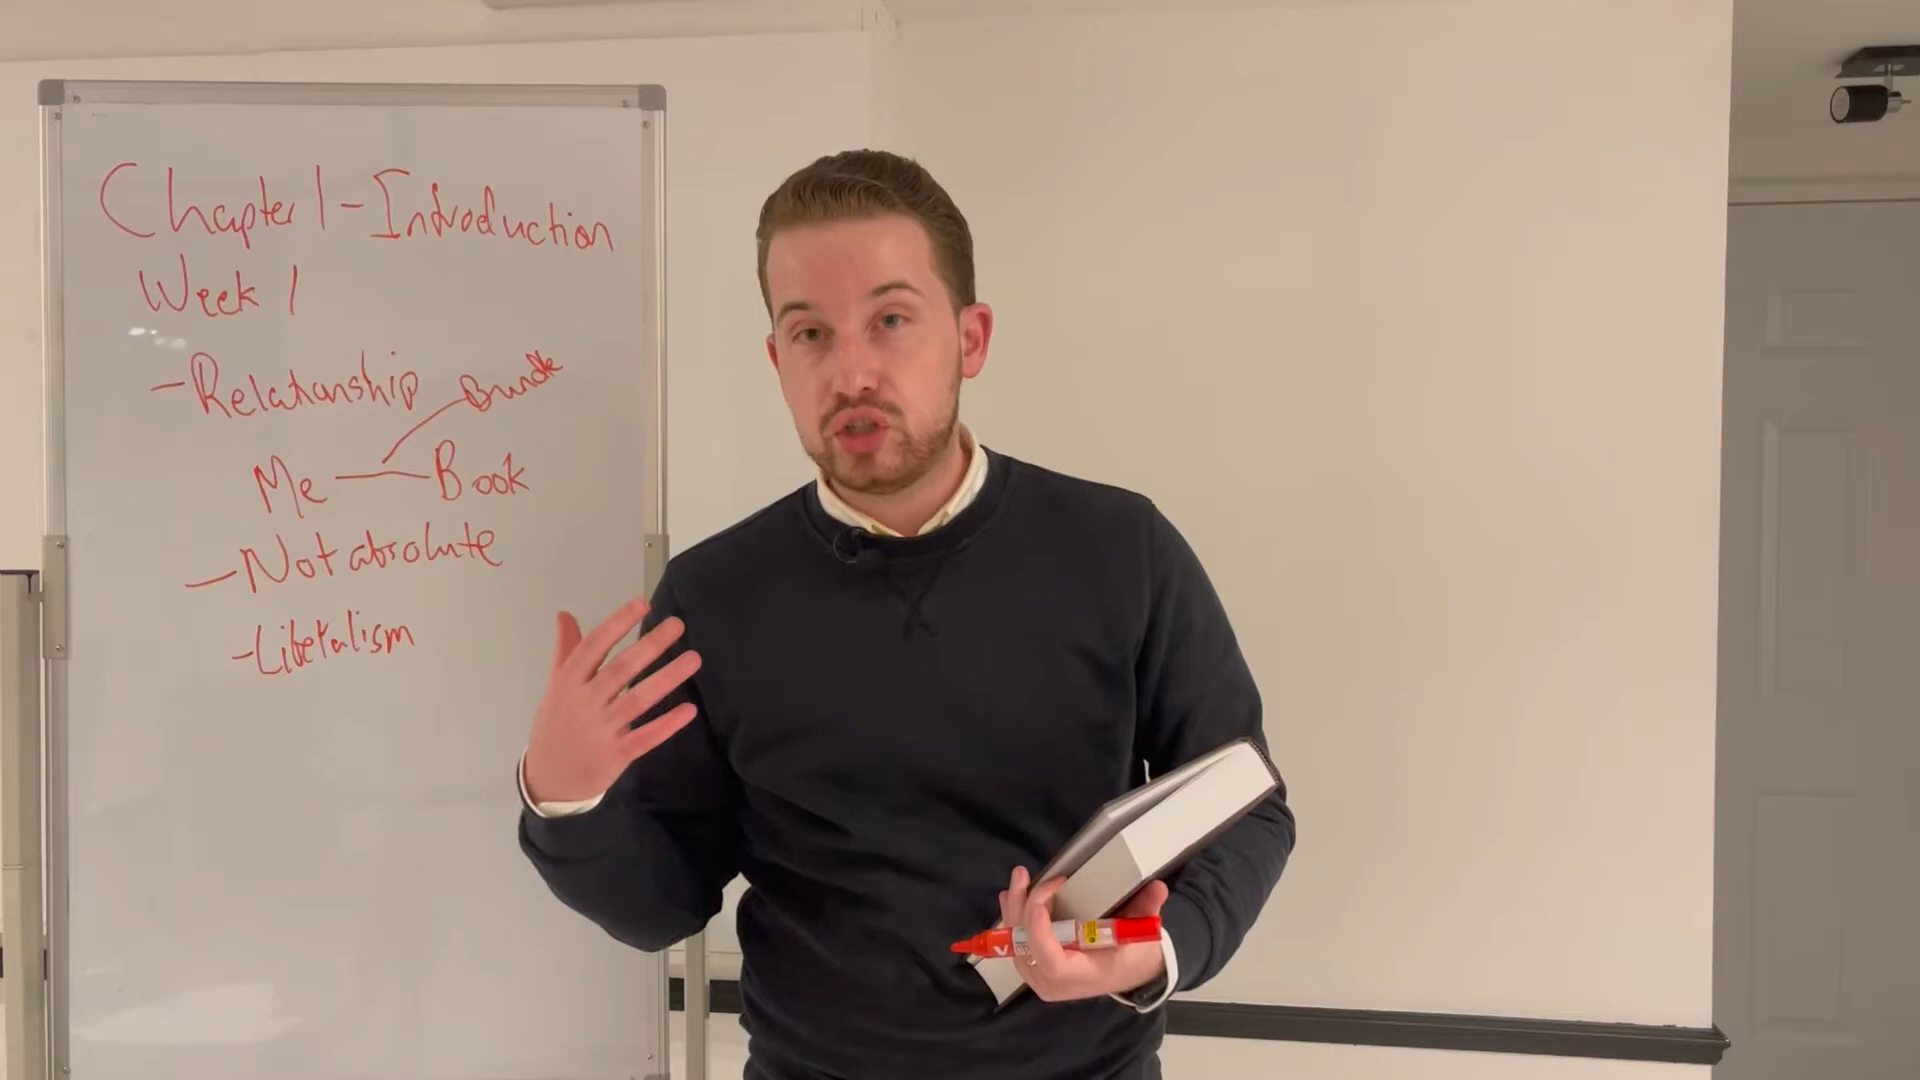 Chapter 1 - Introduction
Week 1
- Relationship
Bundle
Me — Book
- Not absolute
- Liberalism
V